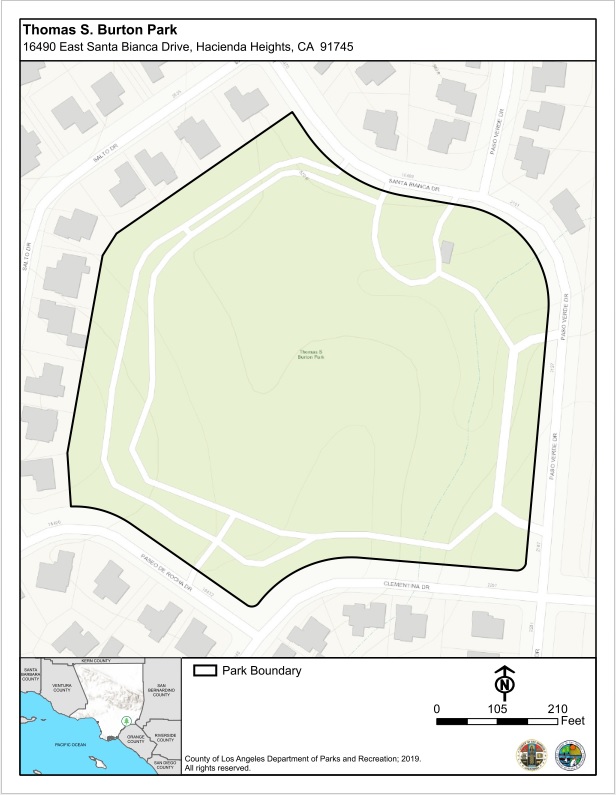 Thomas S. Burton Park
16490 East Santa Bianca Drive, Hacienda Heights, CA 91745
SALTO DR
SALTO DR
PASO VERDE DR
SANTA BIANCA DR
PASO VERDE DR
Thomas S
Burton Park
PASO VERDE DR
PASEO DE ROCHA DR
CLEMENTINA DR
DR
KERN COUNTY
SANTA
BARBARA
COUNTY
VENTURA
COUNTY
SAN
BERNARDINO
COUNTY
ORANGE
COUNTY
RIVERSIDE
COUNTY
PACIFIC OCEAN
SAN DIEGO
COUNTY
Park Boundary
N
0 105 210
Feet
County of Los Angeles Department of Parks and Recreation; 2019.
All rights reserved.